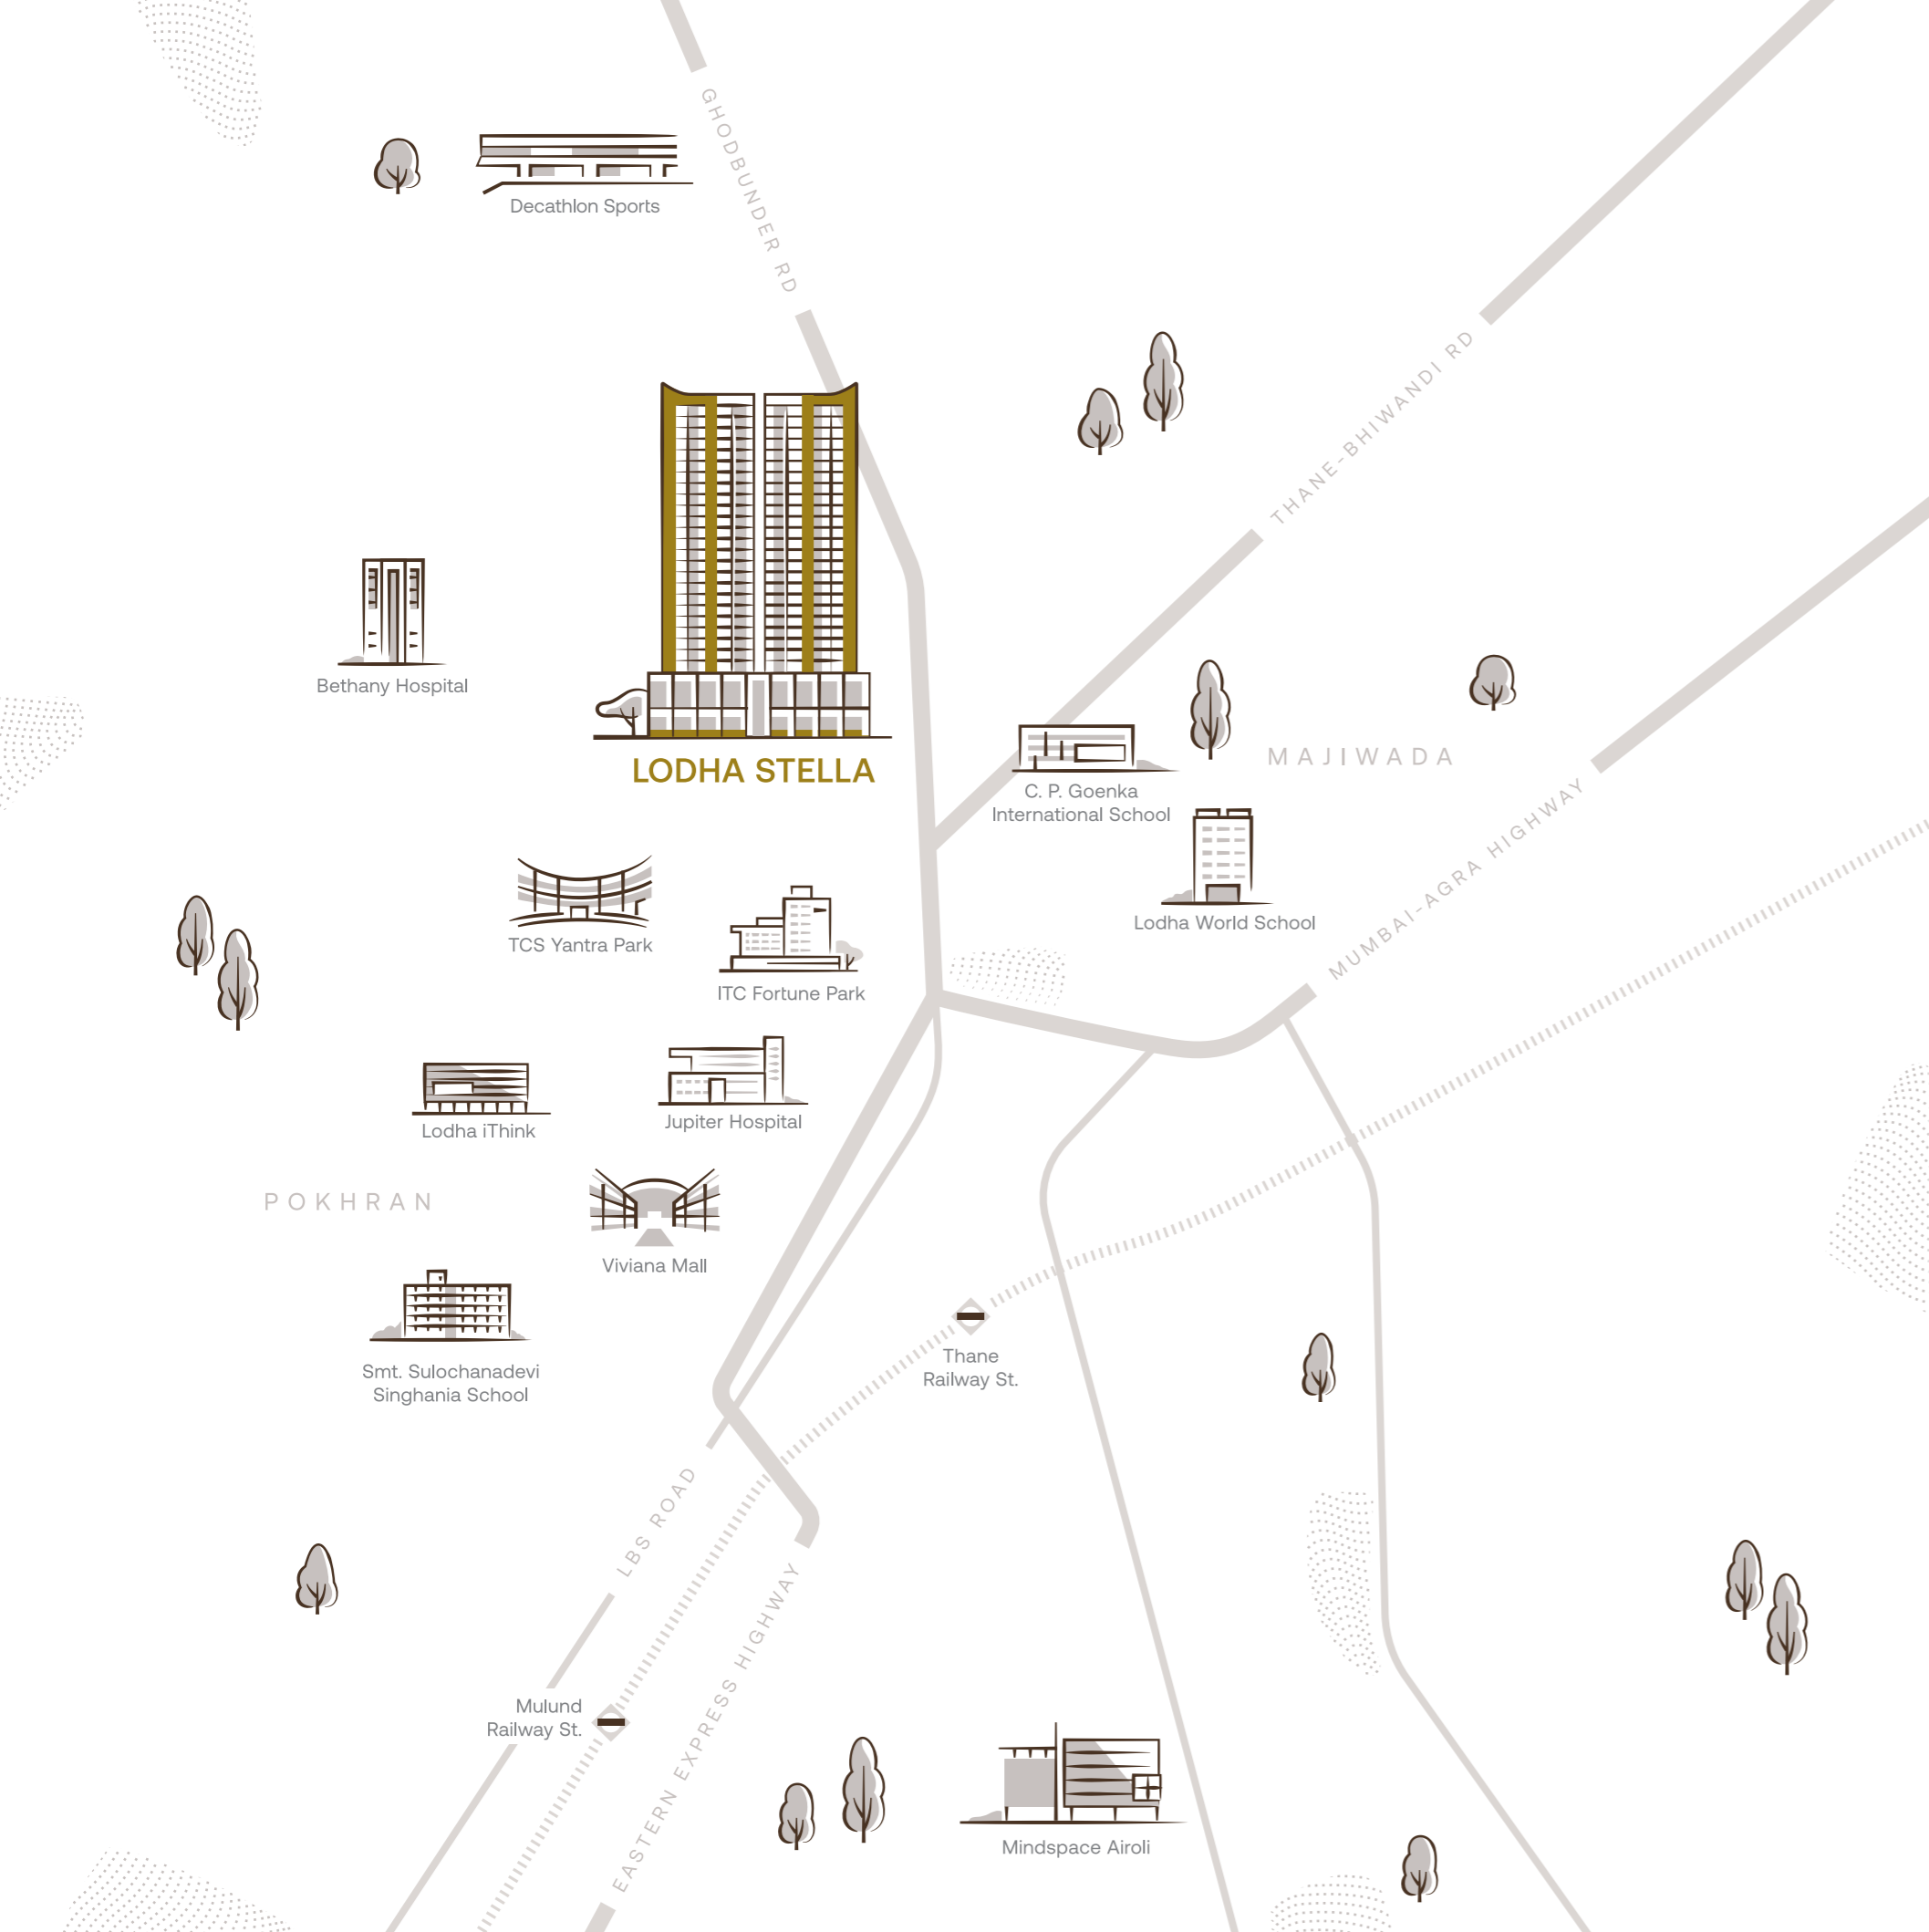 GHODBUNDER RD
Decathlon Sports
THANE-BHIWANDI RD
Bethany Hospital
LODHA STELLA
MAJIWADA
C. P. Goenka
International School
MUMBAI-AGRA HIGHWAY
Lodha World School
TCS Yantra Park
ITC Fortune Park
Jupiter Hospital
Lodha iThink
POKHRAN
Viviana Mall
Smt. Sulochanadevi
Singhania School
Thane
Railway St.
LBS ROAD
EASTERN EXPRESS HIGHWAY
Mulund
Railway St.
Mindspace Airoli